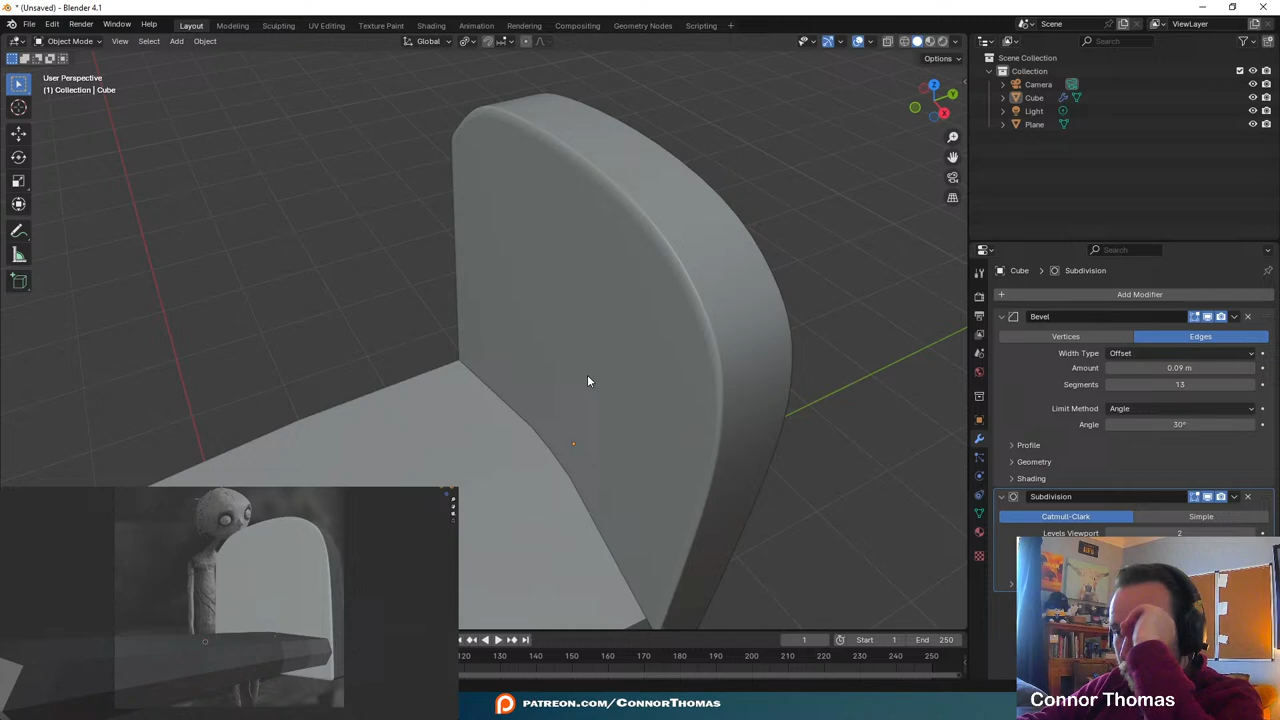 * (Unsaved) - Blender 4.1
File Edit Render Window Help Layout Modeling Sculpting UV Editing Texture Paint Shading Animation Rendering Compositing Geometry Nodes Scripting + Scene ViewLayer
Object Mode View Select Add Object Global Search
Options
User Perspective
(1) Collection | Cube
Scene Collection
Collection
Camera
Cube
Light
Plane
Z
Y
X
Search
Cube > Subdivision
+ Add Modifier
Bevel
Vertices Edges
Width Type Offset
Amount 0.09 m
Segments 13
Limit Method Angle
Angle 30°
Profile
Geometry
Shading
Subdivision
Catmull-Clark Simple
Levels Viewport 2
1 Start 1 End 250
120 130 140 150 160 170 180 190 200 210 220 230 240 250
PATREON.COM/CONNORTHOMAS
Connor Thomas